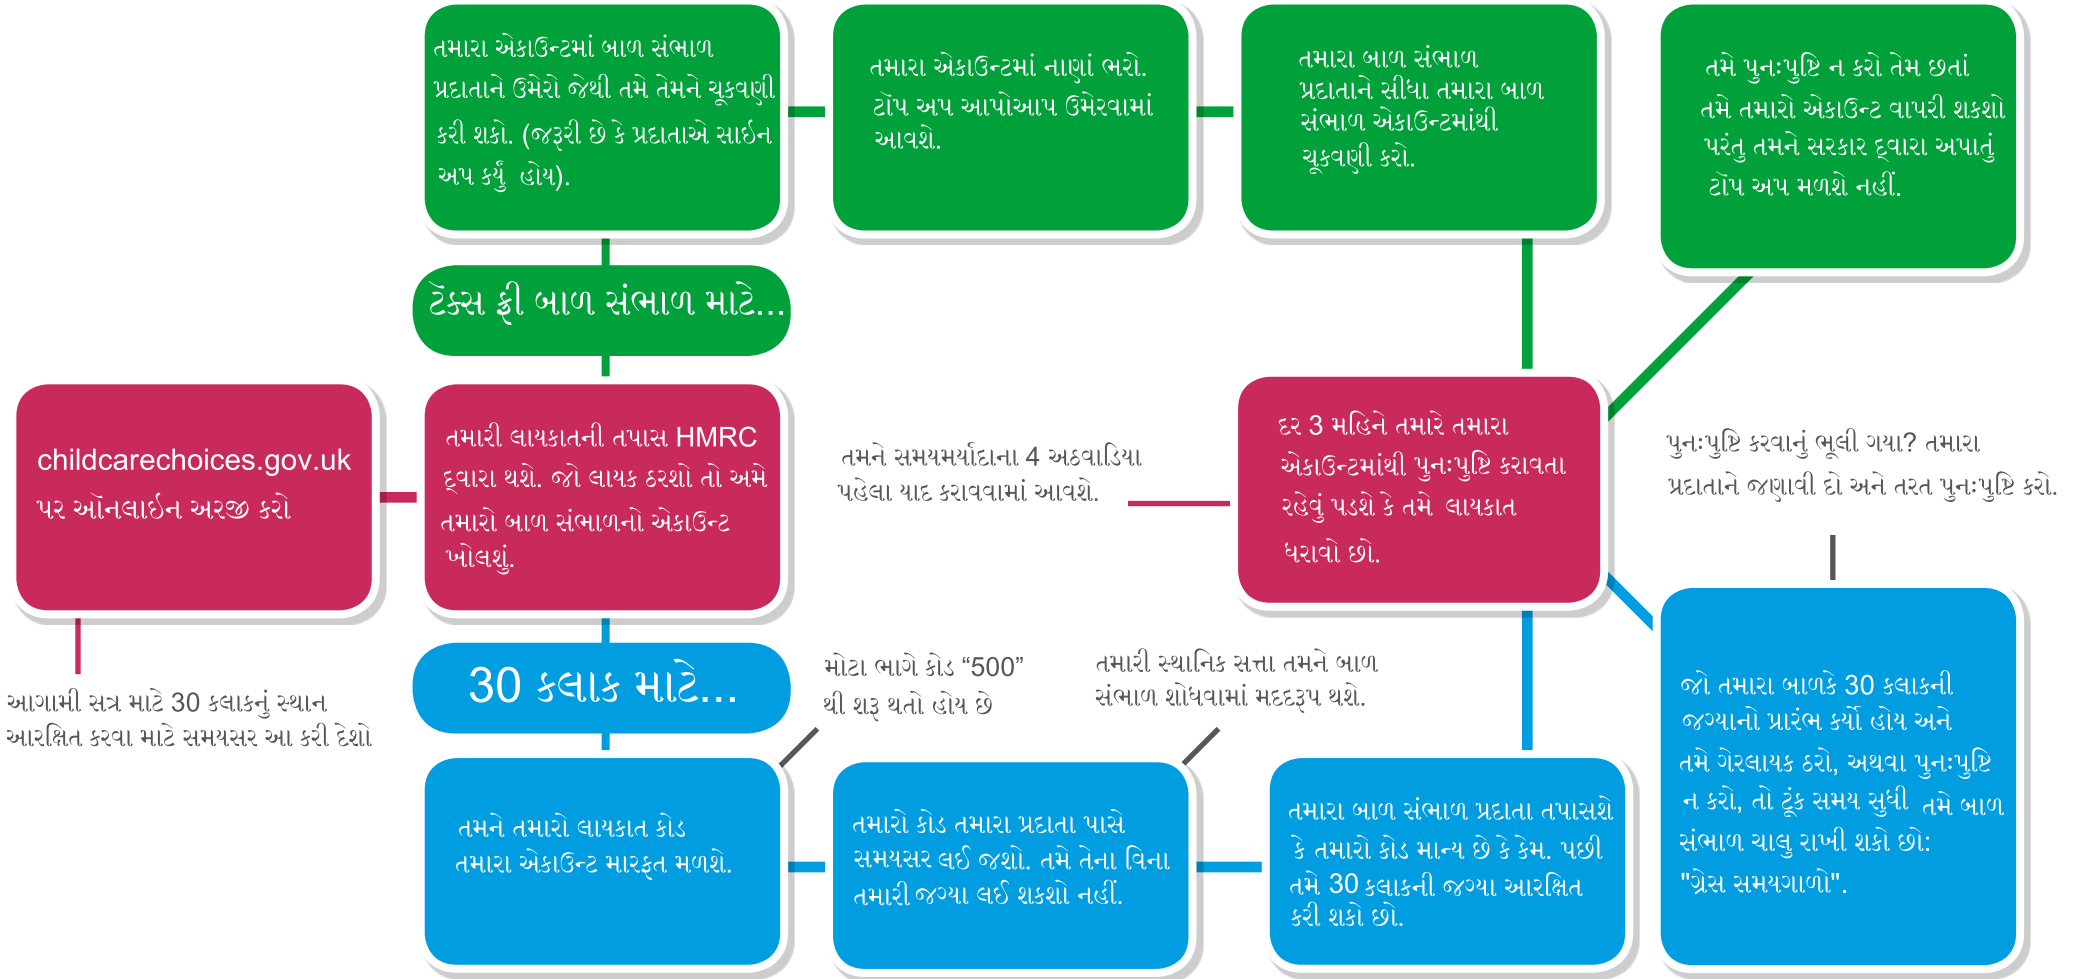 તમારા એકાઉન્ટમાં બાળ સંભાળ
પ્રદાતાને ઉમેરો જેથી તમે તેમને ચૂકવણી
કરી શકો. (જરૂરી છે કે પ્રદાતાએ સાઇન
અપ કર્યું હોય).
તમારા એકાઉન્ટમાં નાણાં ભરો.
ટૉપ અપ આપોઆપ ઉમેરવામાં
આવશે.
તમારા બાળ સંભાળ
પ્રદાતાને સીધા તમારા બાળ
સંભાળ એકાઉન્ટમાંથી
ચૂકવણી કરો.
તમે પુનઃપુષ્ટિ ન કરો તેમ છતાં
તમે તમારો એકાઉન્ટ વાપરી શકશો
પરંતુ તમને સરકાર દ્વારા અપાતું
ટૉપ અપ મળશે નહીં.
ટૅક્સ ફ્રી બાળ સંભાળ માટે...
childcarechoices.gov.uk
પર ઑનલાઇન અરજી કરો
તમારી લાયકાતની તપાસ HMRC
દ્વારા થશે. જો લાયક ઠરશો તો અમે
તમારો બાળ સંભાળનો એકાઉન્ટ
ખોલશું.
તમને સમયમર્યાદાના 4 અઠવાડિયા
પહેલા યાદ કરાવવામાં આવશે.
દર 3 મહિને તમારે તમારા
એકાઉન્ટમાંથી પુનઃપુષ્ટિ કરાવતા
રહેવું પડશે કે તમે લાયકાત
ધરાવો છો.
પુનઃપુષ્ટિ કરવાનું ભૂલી ગયા? તમારા
પ્રદાતાને જણાવી દો અને તરત પુનઃપુષ્ટિ કરો.
આગામી સત્ર માટે 30 કલાકનું સ્થાન
આરક્ષિત કરવા માટે સમયસર આ કરી દેશો
30 કલાક માટે...
મોટા ભાગે કોડ “500”
થી શરૂ થતો હોય છે
તમારી સ્થાનિક સત્તા તમને બાળ
સંભાળ શોધવામાં મદદરૂપ થશે.
તમને તમારો લાયકાત કોડ
તમારા એકાઉન્ટ મારફત મળશે.
તમારો કોડ તમારા પ્રદાતા પાસે
સમયસર લઈ જશો. તમે તેના વિના
તમારી જગ્યા લઈ શકશો નહીં.
તમારા બાળ સંભાળ પ્રદાતા તપાસશે
કે તમારો કોડ માન્ય છે કે કેમ. પછી
તમે 30 કલાકની જગ્યા આરક્ષિત
કરી શકો છો.
જો તમારા બાળકે 30 કલાકની
જગ્યાનો પ્રારંભ કર્યો હોય અને
તમે ગેરલાયક ઠરો, અથવા પુનઃપુષ્ટિ
ન કરો, તો ટૂંક સમય સુધી તમે બાળ
સંભાળ ચાલુ રાખી શકો છો:
"ગ્રેસ સમયગાળો".